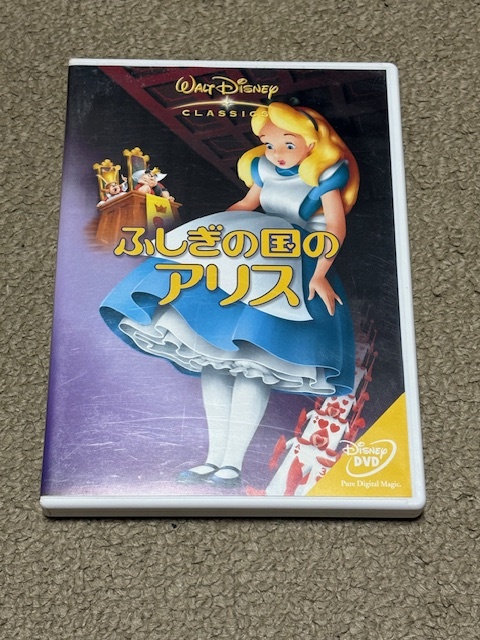 WALT DISNEY
CLASSICS
ふしぎの国の
アリス
DISNEY
DVD
Pure Digital Magic.